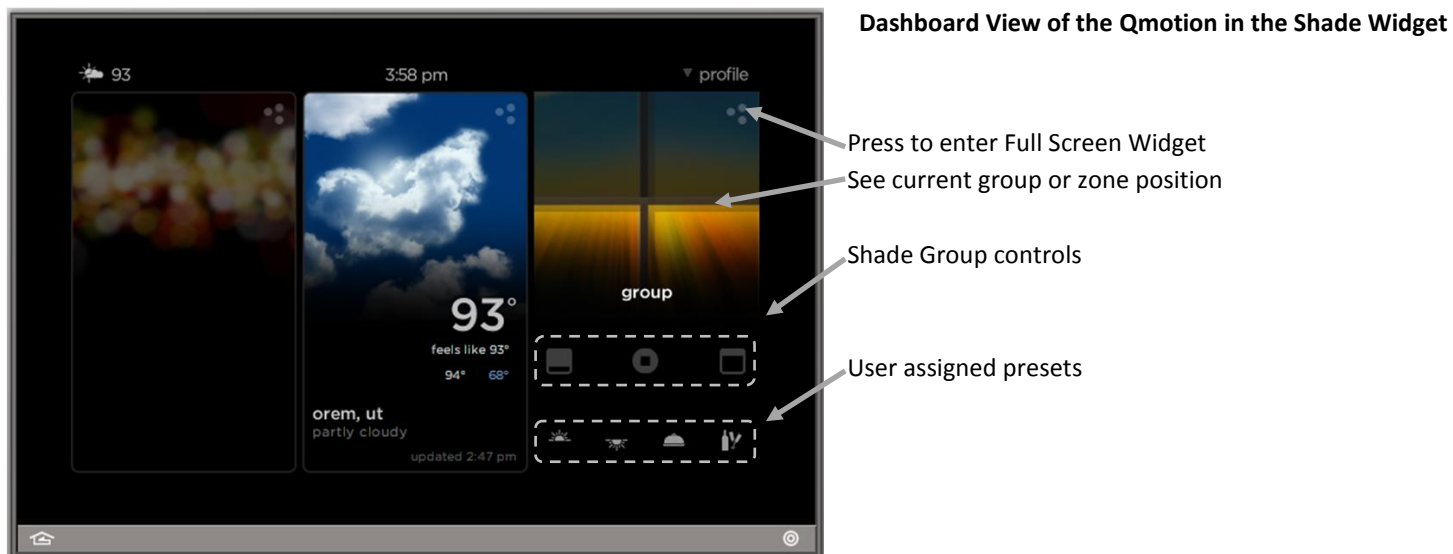 Dashboard View of the Qmotion in the Shade Widget
93
3:58 pm
profile
Press to enter Full Screen Widget
See current group or zone position
Shade Group controls
User assigned presets
group
93°
feels like 93°
94° 68°
orem, ut
partly cloudy
updated 2:47 pm